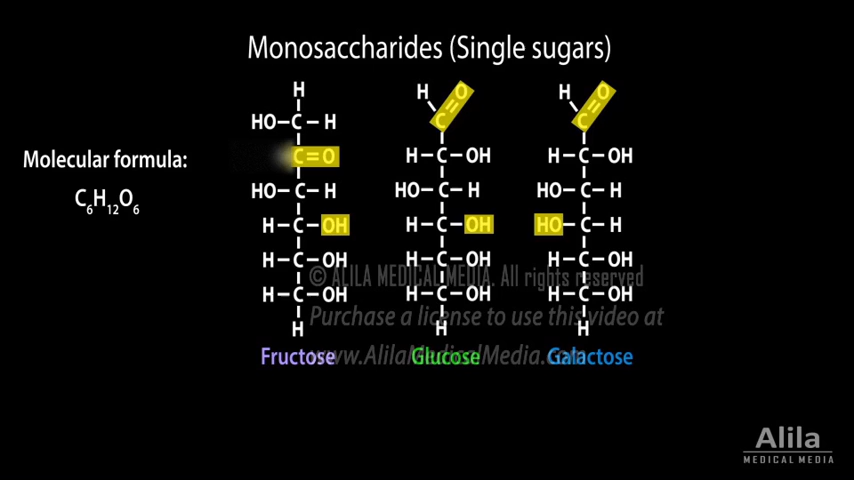 Monosaccharides (Single sugars)
Molecular formula:
C6H12O6
H
HO–C–H
C=O
HO–C–H
H–C–OH
H–C–OH
H–C–OH
H
Fructose
H O
C
H–C–OH
HO–C–H
H–C–OH
H–C–OH
H–C–OH
H
Glucose
H O
C
H–C–OH
HO–C–H
HO–C–H
H–C–OH
H–C–OH
H
Galactose
© ALILA MEDICAL MEDIA. All rights reserved
Purchase a license to use this video at
www.AlilaMedicalMedia.com
Alila
MEDICAL MEDIA